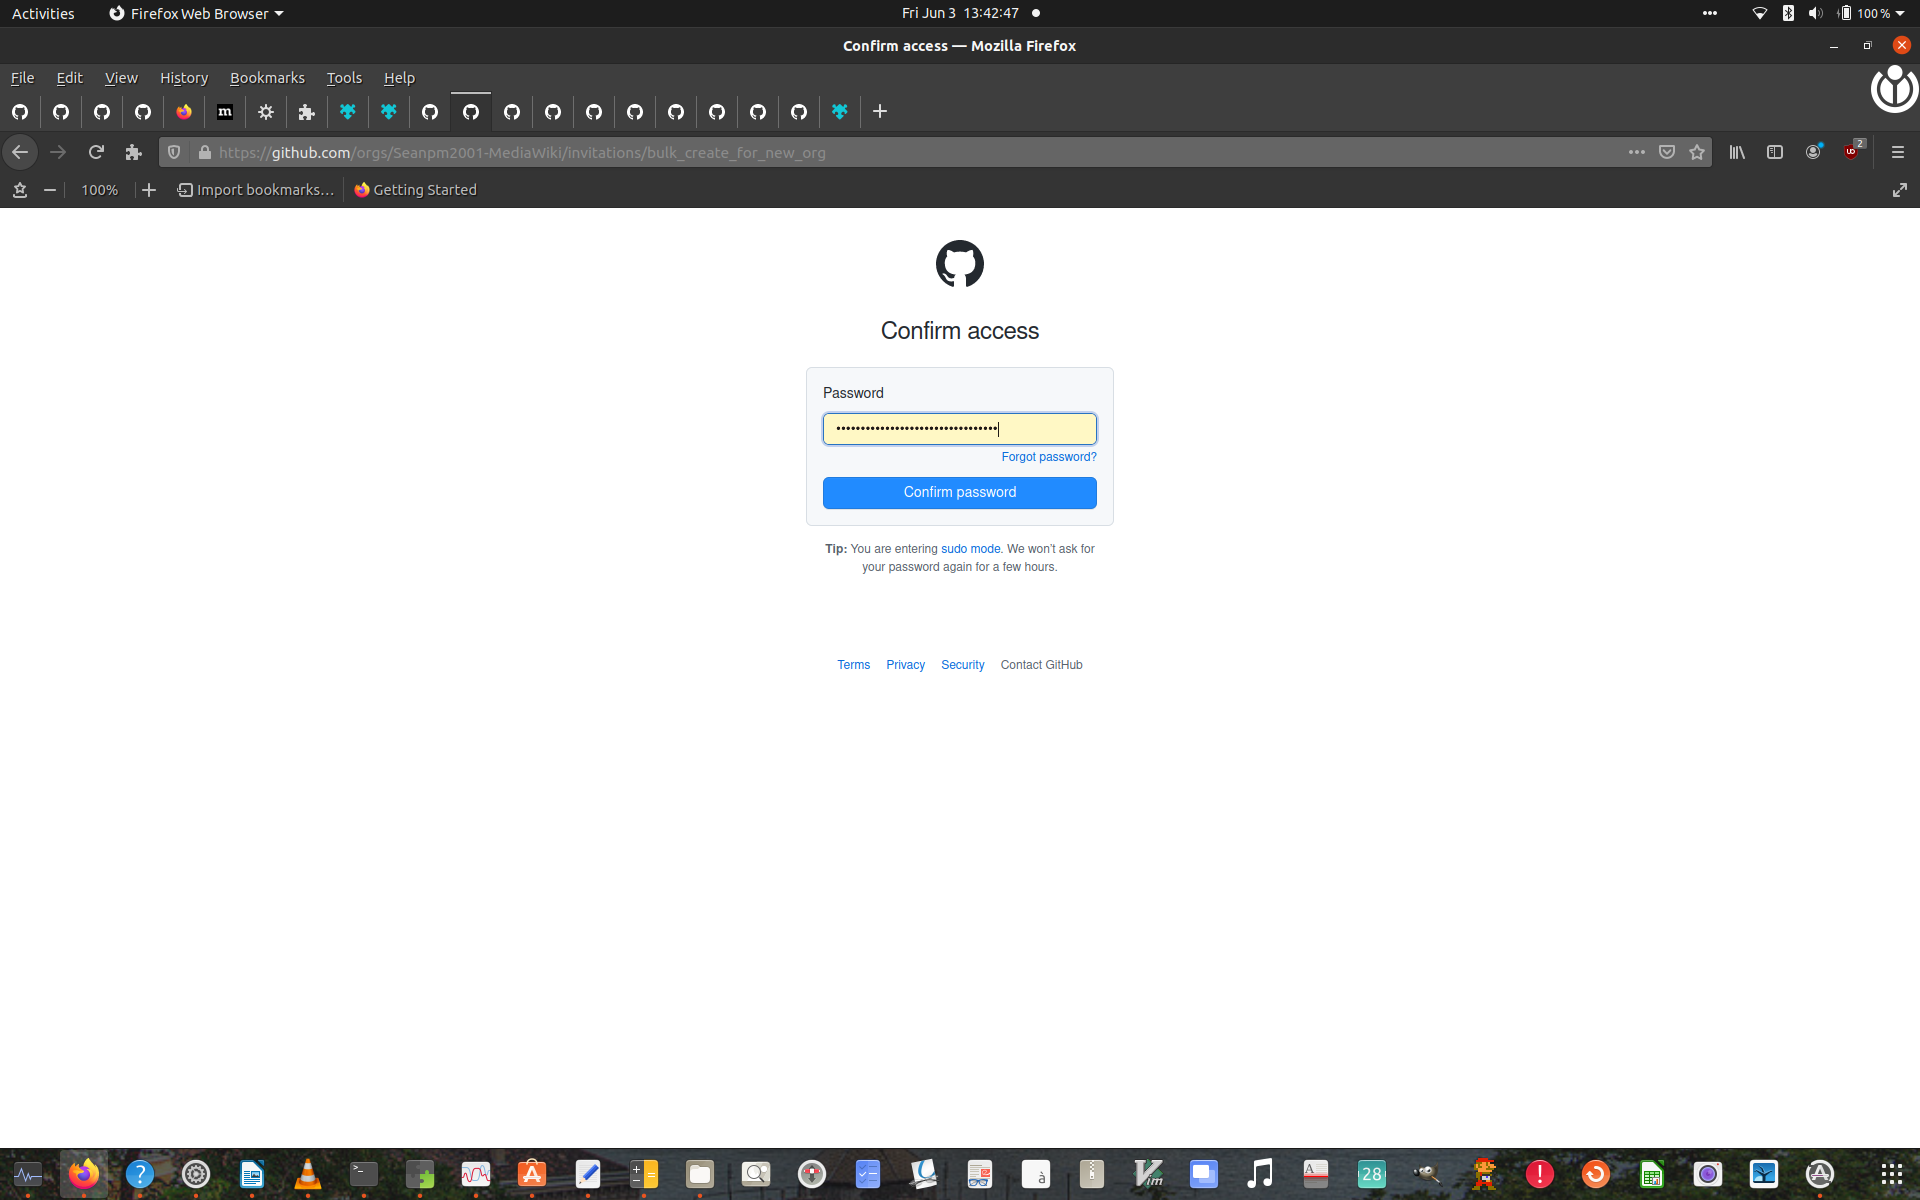 Activities Firefox Web Browser Fri Jun 3 13:42:47 100 %
Confirm access — Mozilla Firefox
File Edit View History Bookmarks Tools Help
m
https://github.com/orgs/Seanpm2001-MediaWiki/invitations/bulk_create_for_new_org 2
100% Import bookmarks… Getting Started
Confirm access
Password
Forgot password?
Confirm password
Tip: You are entering sudo mode. We won't ask for
your password again for a few hours.
Terms Privacy Security Contact GitHub
? à Vim 28 !